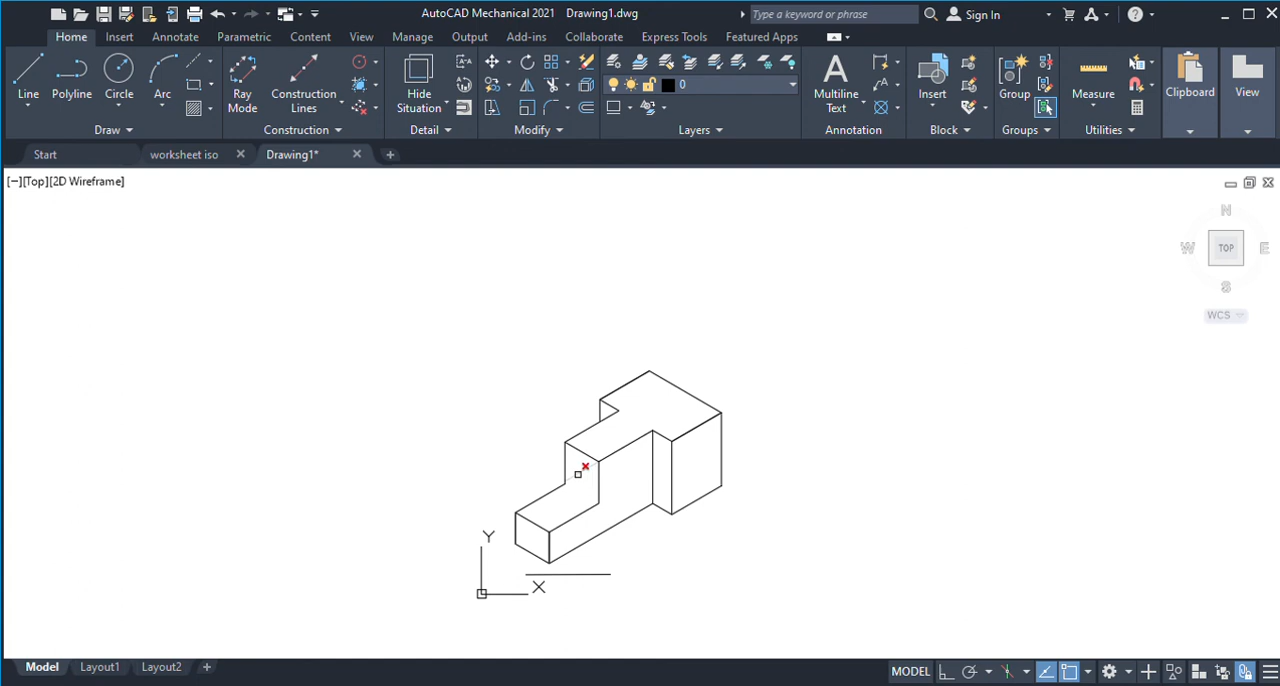 AutoCAD Mechanical 2021 Drawing1.dwg
Type a keyword or phrase
Sign In
Home Insert Annotate Parametric Content View Manage Output Add-ins Collaborate Express Tools Featured Apps
Line Polyline Circle Arc
Draw
Ray Mode
Construction Lines
Construction
Hide Situation
Detail
Modify
0
Layers
Multiline Text
Annotation
Insert
Block
Group
Groups
Measure
Utilities
Clipboard
View
Start
worksheet iso
Drawing1*
[−][Top][2D Wireframe]
N
W TOP E
S
WCS
Y
X
Model Layout1 Layout2
MODEL